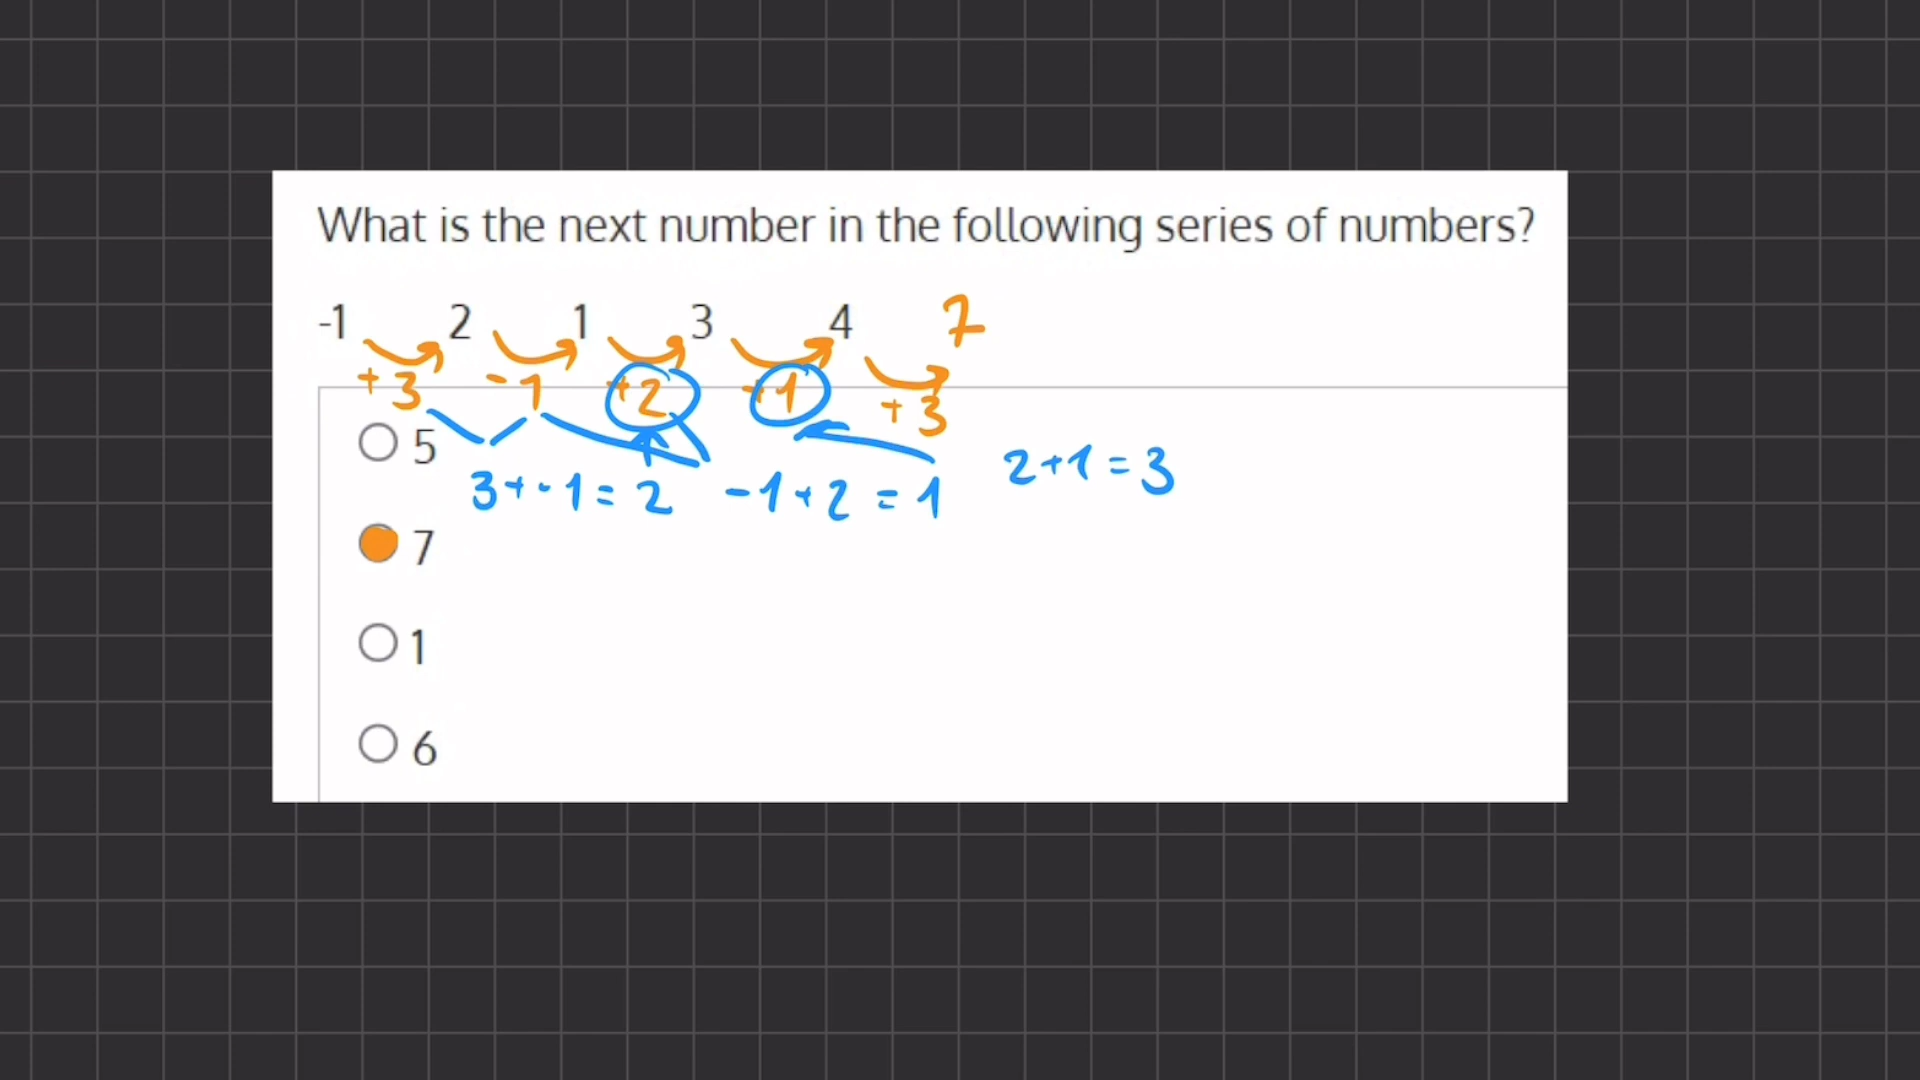 What is the next number in the following series of numbers?
-1 2 1 3 4 7
+3 -1 +2 +1 +3
5
3+-1=2 -1+2=1 2+1=3
7
1
6